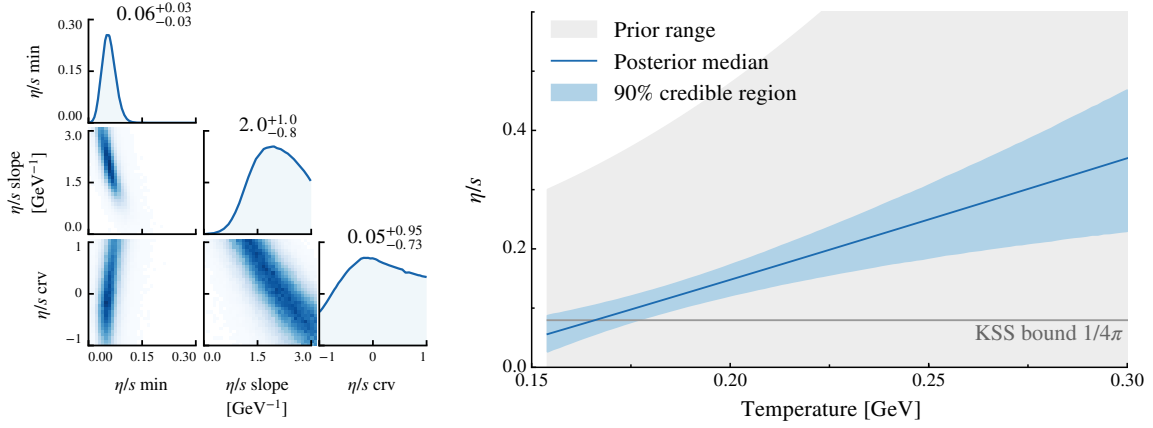 0.06+0.03−0.03
0.30
0.15
0.00
η/s min
2.0+1.0−0.8
3.0
1.5
0.0
η/s slope
[GeV−1]
0.05+0.95−0.73
1
0
−1
η/s crv
0.00 0.15 0.30
0.0 1.5 3.0
−1 0 1
η/s min
η/s slope
[GeV−1]
η/s crv
Prior range
Posterior median
90% credible region
0.4
0.2
0.0
η/s
KSS bound 1/4π
0.15 0.20 0.25 0.30
Temperature [GeV]